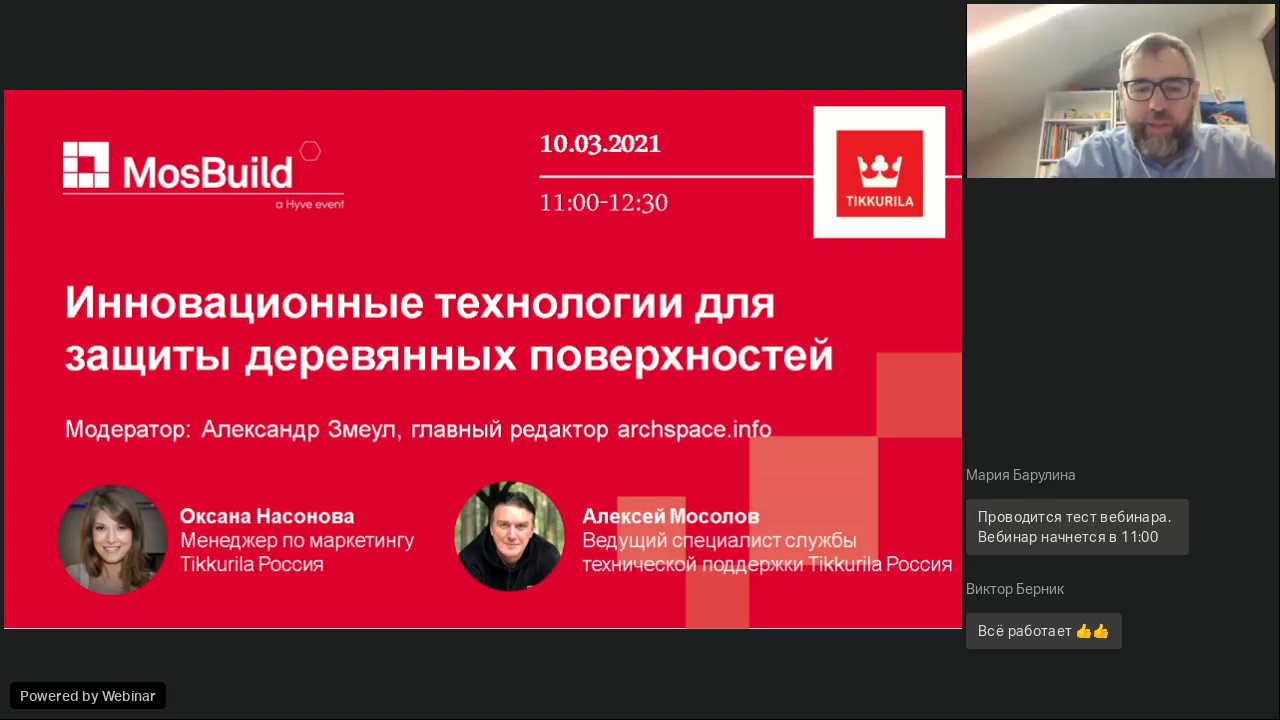 MosBuild
a Hyve event
10.03.2021
11:00-12:30
TIKKURILA
Инновационные технологии для
защиты деревянных поверхностей
Модератор: Александр Змеул, главный редактор archspace.info
Оксана Насонова
Менеджер по маркетингу
Tikkurila Россия
Алексей Мосолов
Ведущий специалист службы
технической поддержки Tikkurila Россия
Мария Барулина
Проводится тест вебинара.
Вебинар начнется в 11:00
Виктор Берник
Всё работает 👍👍
Powered by Webinar